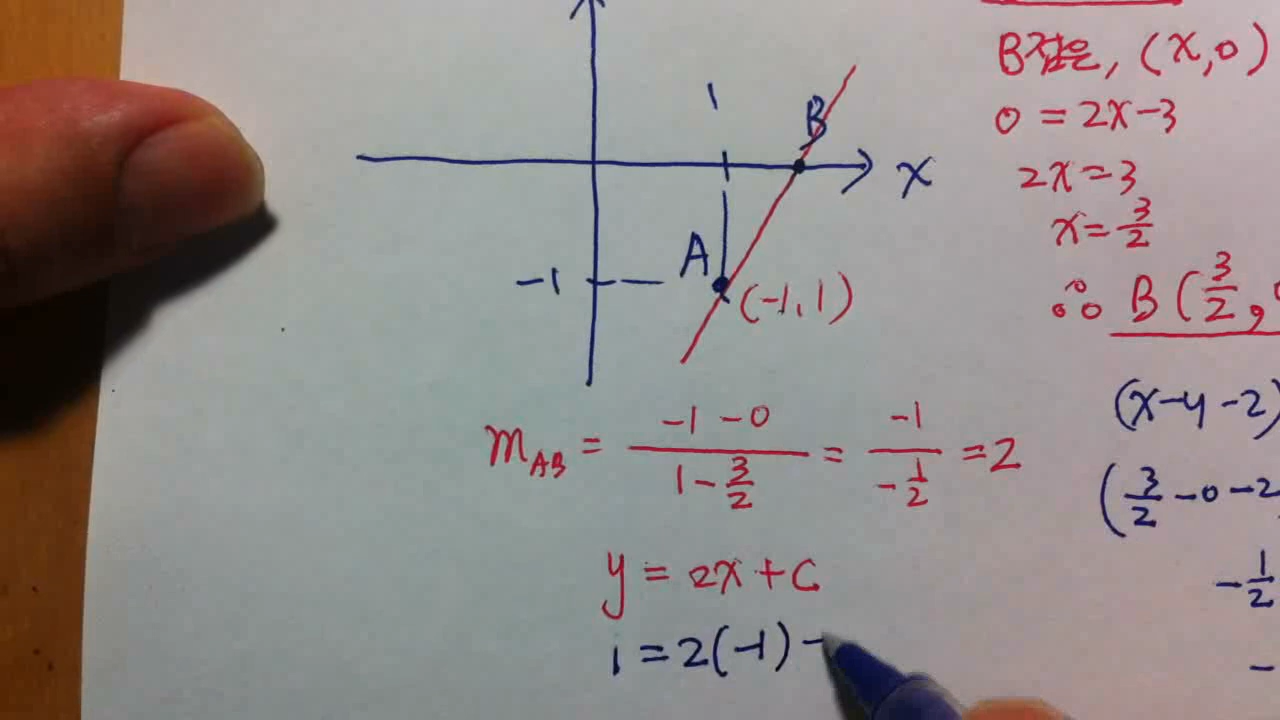 1
B
x
A
-1
(-1, 1)
m_AB = (-1 - 0)/(1 - 3/2) = (-1)/(-1/2) = 2
y = 2x + C
1 = 2(-1) -
B점은, (x, 0)
0 = 2x - 3
2x = 3
x = 3/2
∴ B (3/2,
(x - y - 2)
(3/2 - 0 - 2
- 1/2
-